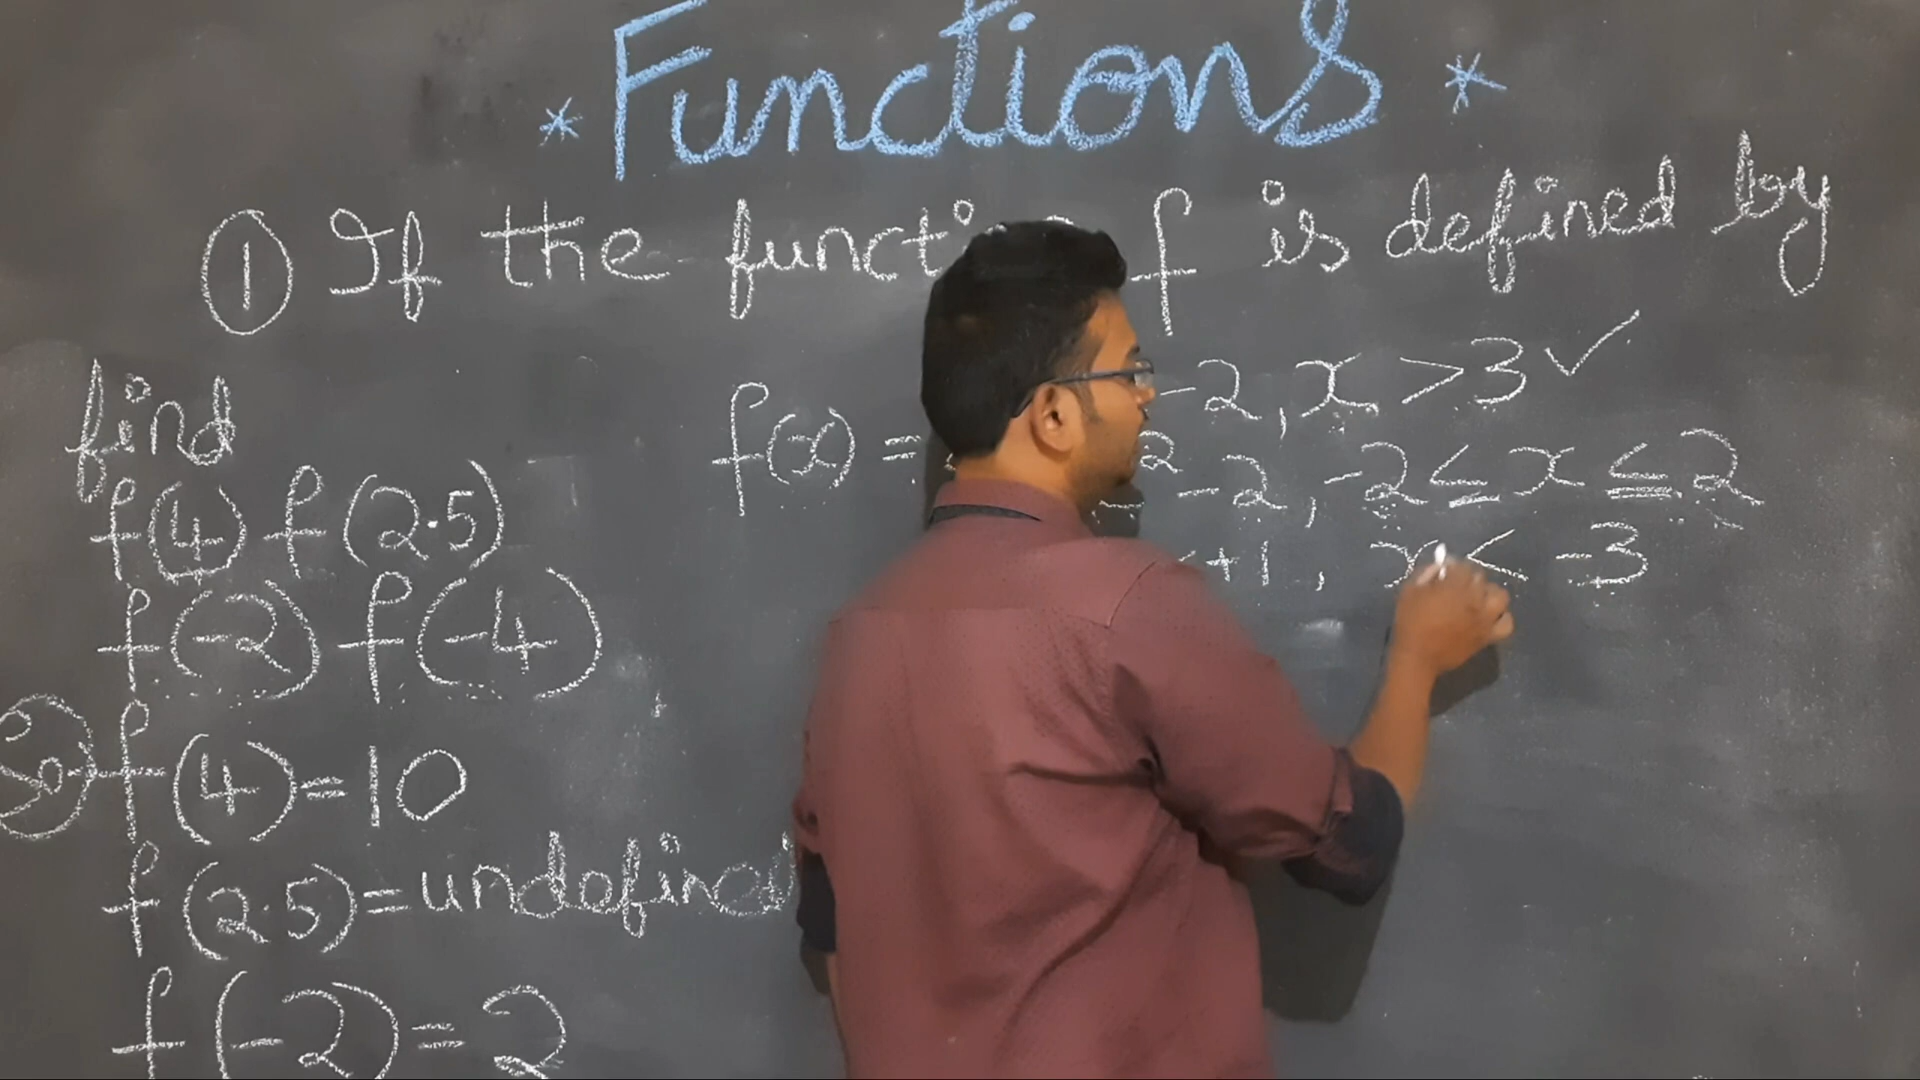 * Functions *
① If the functi f is defined by
find
f(x) = -2, x > 3 ✓
2 - 2, -2 ≤ x ≤ 2
+1, x < -3
f(4) f(2.5)
f(-2) f(-4)
f(4) = 10
f(2.5) = undefined
f(-2) = 2